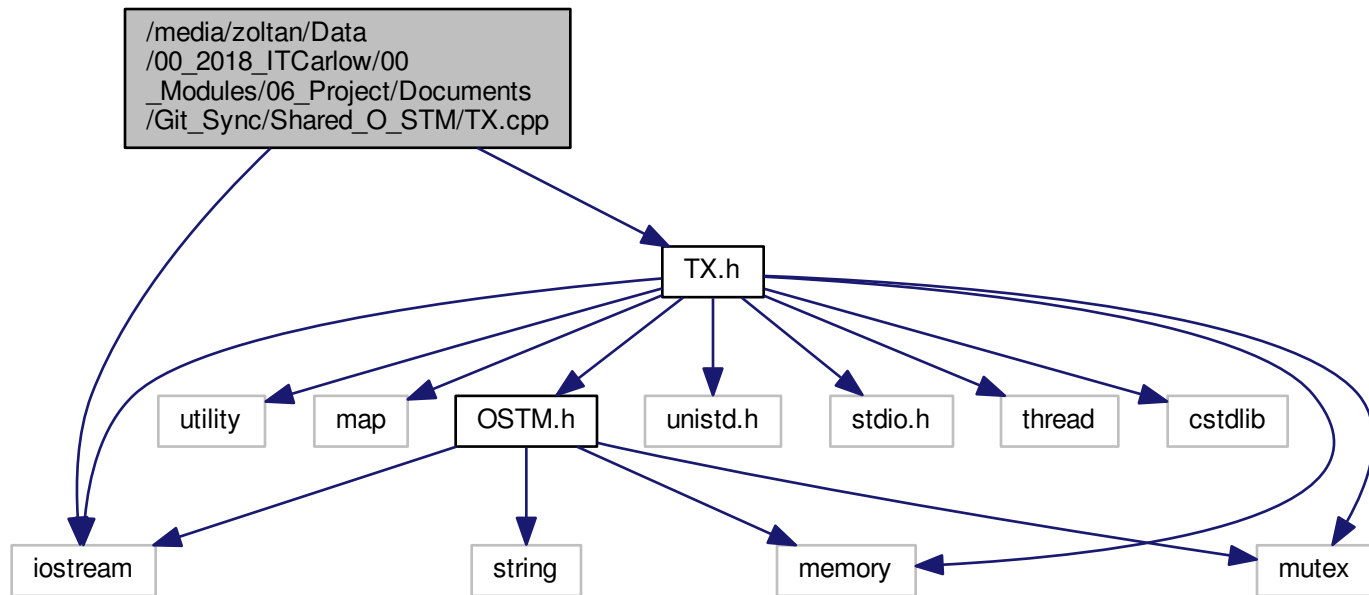 /media/zoltan/Data
/00_2018_ITCarlow/00
_Modules/06_Project/Documents
/Git_Sync/Shared_O_STM/TX.cpp
TX.h
utility
map
OSTM.h
unistd.h
stdio.h
thread
cstdlib
iostream
string
memory
mutex